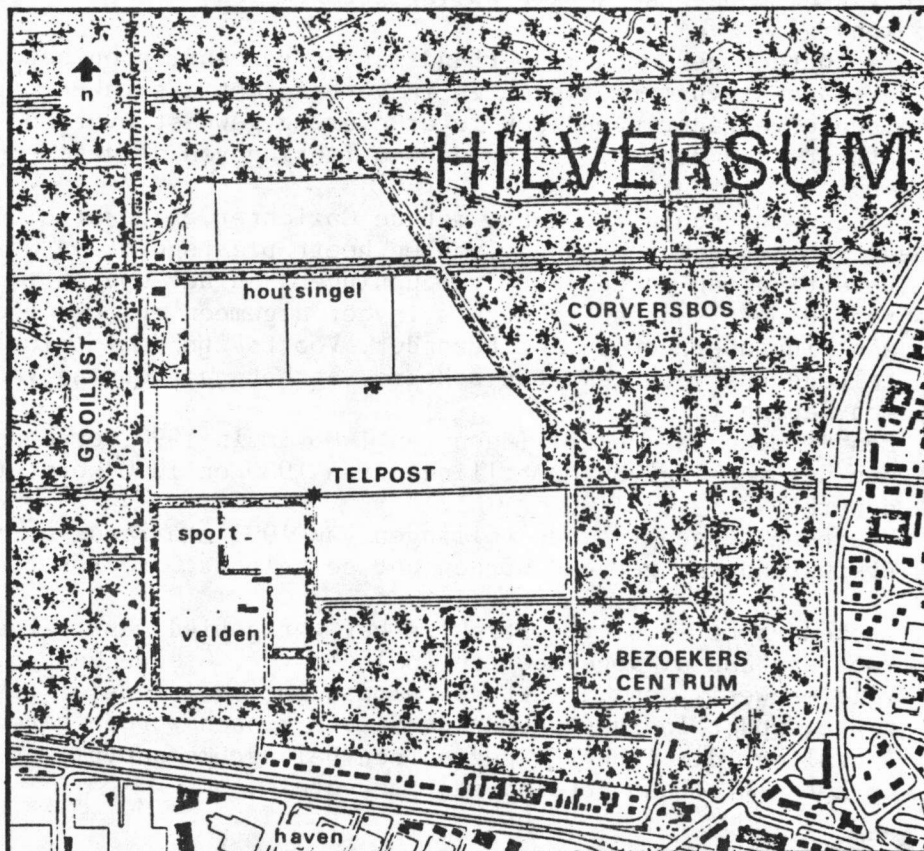 n
HILVERSUM
houtsingel
CORVERSBOS
GOOILUST
TELPOST
sport
velden
BEZOEKERS
CENTRUM
haven